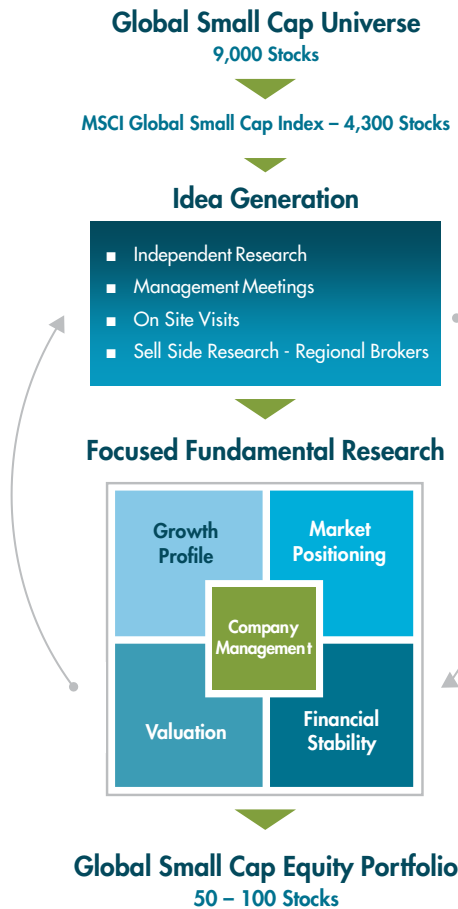 Global Small Cap Universe
9,000 Stocks
MSCI Global Small Cap Index – 4,300 Stocks
Idea Generation
■ Independent Research
■ Management Meetings
■ On Site Visits
■ Sell Side Research - Regional Brokers
Focused Fundamental Research
Growth
Profile
Market
Positioning
Company
Management
Valuation
Financial
Stability
Global Small Cap Equity Portfolio
50 – 100 Stocks